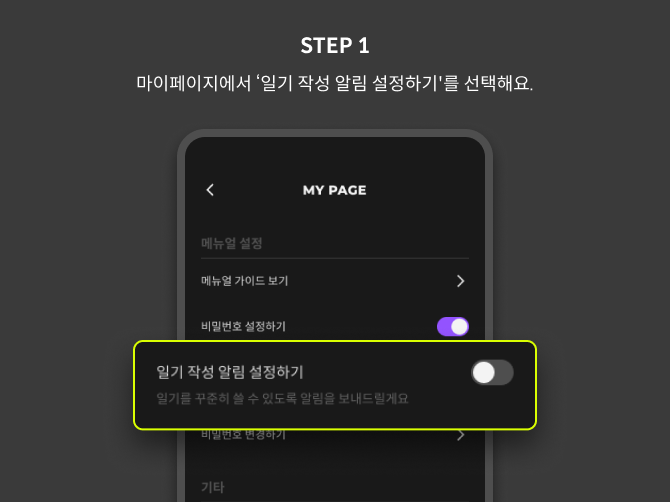 STEP 1
마이페이지에서 ‘일기 작성 알림 설정하기'를 선택해요.
MY PAGE
메뉴얼 설정
메뉴얼 가이드 보기
비밀번호 설정하기
일기 작성 알림 설정하기
일기를 꾸준히 쓸 수 있도록 알림을 보내드릴게요
비밀번호 변경하기
기타